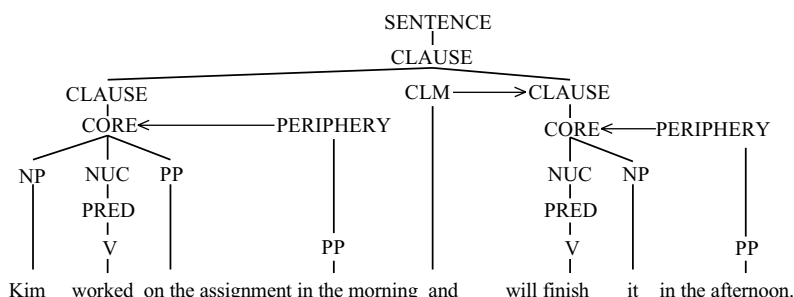 SENTENCE
CLAUSE
CLAUSE CLM CLAUSE
CORE PERIPHERY CORE PERIPHERY
NP NUC PP NUC NP
PRED PRED
V PP V PP
Kim worked on the assignment in the morning and will finish it in the afternoon.